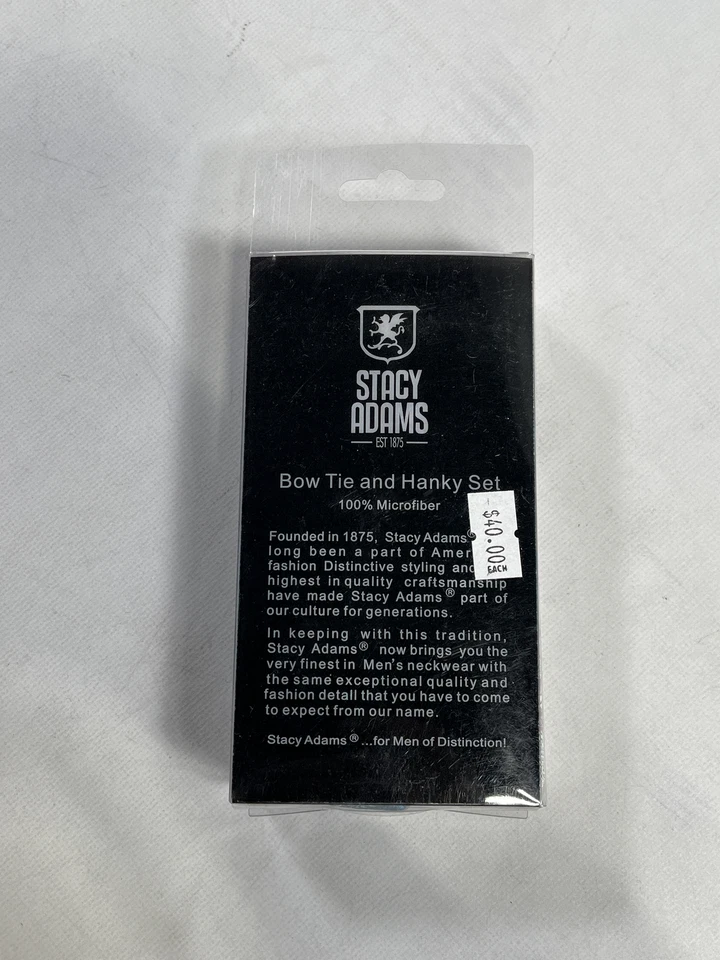 STACY
ADAMS
EST 1875
Bow Tie and Hanky Set
100% Microfiber
$40.00
EACH
Founded in 1875, Stacy Adams®
long been a part of Amer
fashion Distinctive styling and
highest in quality craftsmanship
have made Stacy Adams® part of
our culture for generations.
In keeping with this tradition,
Stacy Adams® now brings you the
very finest in Men's neckwear with
the same exceptional quality and
fashion detail that you have to come
to expect from our name.
Stacy Adams® ...for Men of Distinction!